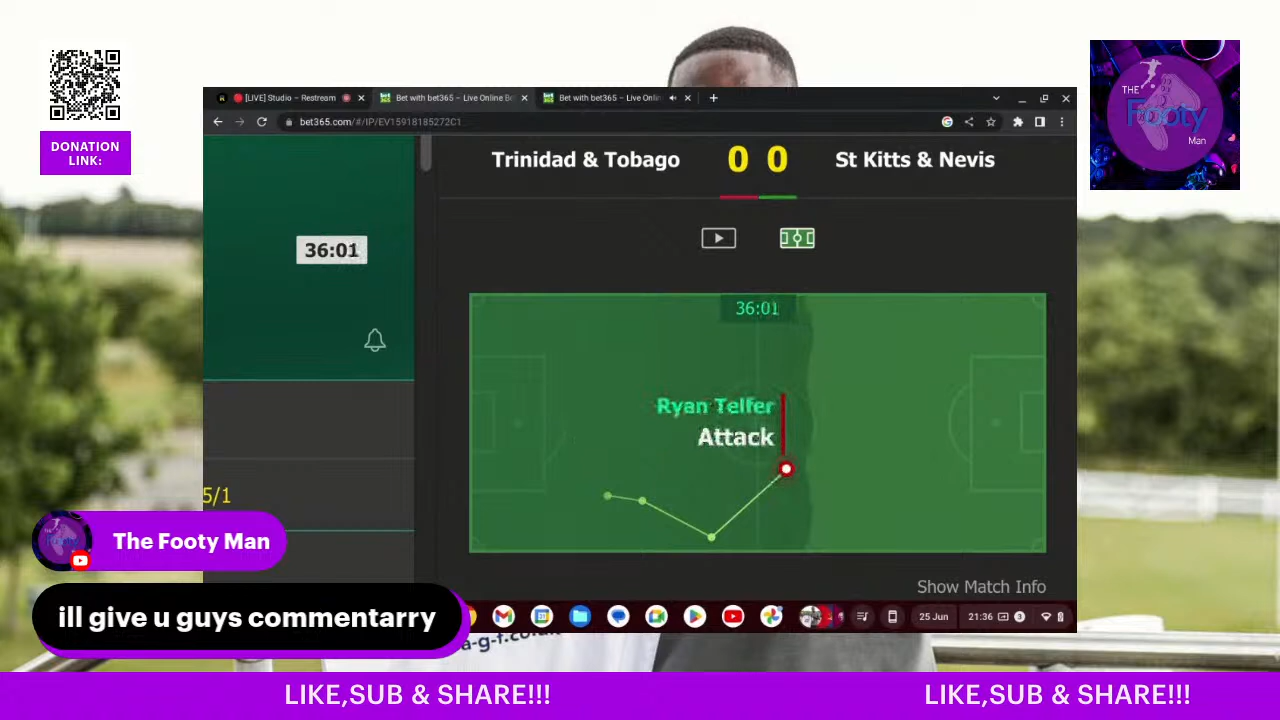 DONATION
LINK:
THE
Footy
Man
[LIVE] Studio – Restream
Bet with bet365 – Live Online Be
Bet with bet365 – Live Onlin
bet365.com/#/IP/EV15918185272C1
Trinidad & Tobago
0 0
St Kitts & Nevis
36:01
36:01
Ryan Telfer
Attack
5/1
Show Match Info
The Footy Man
ill give u guys commentarry
25 Jun
21:36
3
LIKE,SUB & SHARE!!!
LIKE,SUB & SHARE!!!